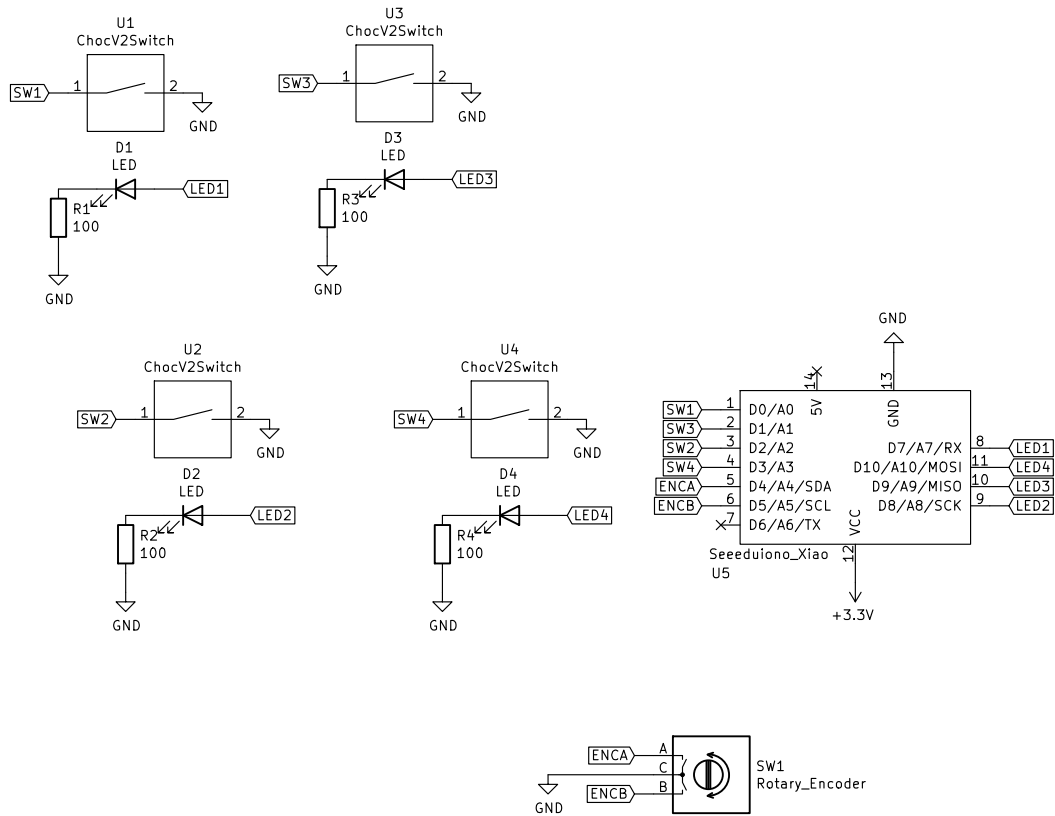 U1
ChocV2Switch
SW1
1
2
GND
D1
LED
LED1
R1
100
GND
U3
ChocV2Switch
SW3
1
2
GND
D3
LED
LED3
R3
100
GND
U2
ChocV2Switch
SW2
1
2
GND
D2
LED
LED2
R2
100
GND
U4
ChocV2Switch
SW4
1
2
GND
D4
LED
LED4
R4
100
GND
GND
14
13
5V
GND
SW1 1 D0/A0
SW3 2 D1/A1
SW2 3 D2/A2
SW4 4 D3/A3
ENCA 5 D4/A4/SDA
ENCB 6 D5/A5/SCL
7 D6/A6/TX
D7/A7/RX 8 LED1
D10/A10/MOSI 11 LED4
D9/A9/MISO 10 LED3
D8/A8/SCK 9 LED2
VCC
12
Seeeduiono_Xiao
U5
+3.3V
ENCA A
C
ENCB B
GND
SW1
Rotary_Encoder